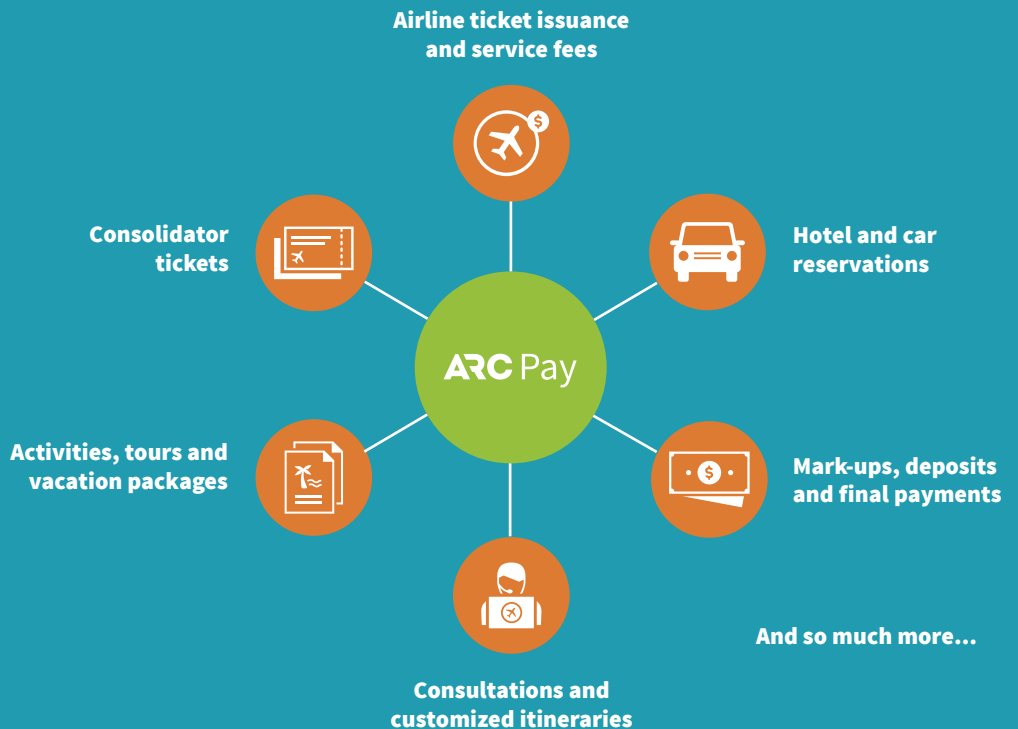 Airline ticket issuance
and service fees
$
Consolidator
tickets
Hotel and car
reservations
ARC Pay
Activities, tours and
vacation packages
$
Mark-ups, deposits
and final payments
And so much more...
Consultations and
customized itineraries